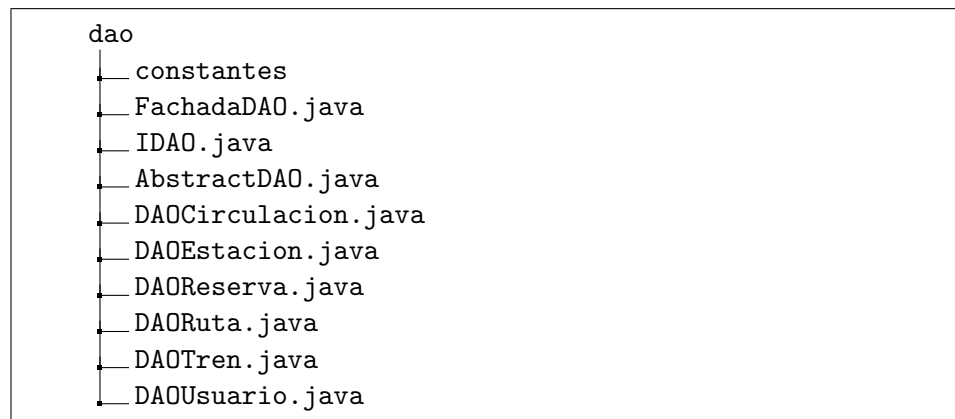 dao
constantes
FachadaDAO.java
IDAO.java
AbstractDAO.java
DAOCirculacion.java
DAOEstacion.java
DAOReserva.java
DAORuta.java
DAOTren.java
DAOUsuario.java